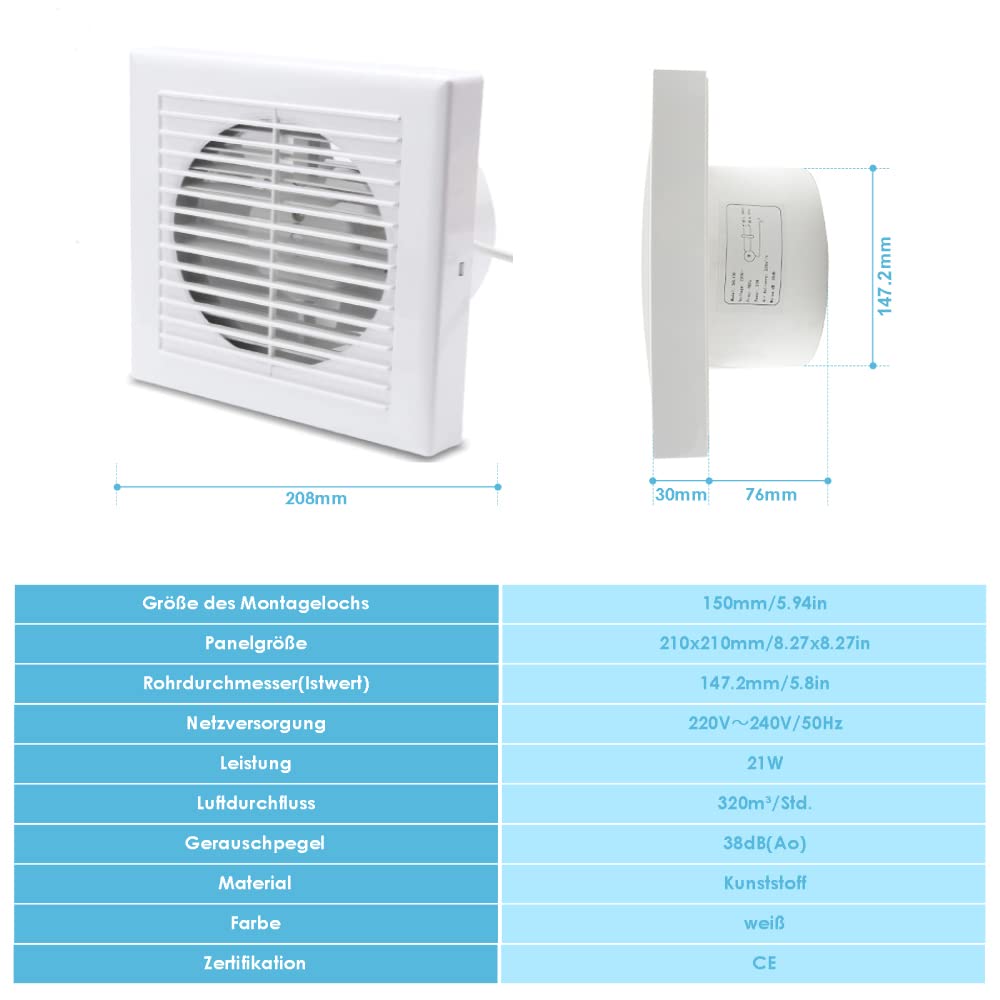 147.2mm
208mm
30mm
76mm
Größe des Montagelochs 150mm/5.94in
Panelgröße 210x210mm/8.27x8.27in
Rohrdurchmesser(Istwert) 147.2mm/5.8in
Netzversorgung 220V～240V/50Hz
Leistung 21W
Luftdurchfluss 320m³/Std.
Gerauschpegel 38dB(Ao)
Material Kunststoff
Farbe weiß
Zertifikation CE